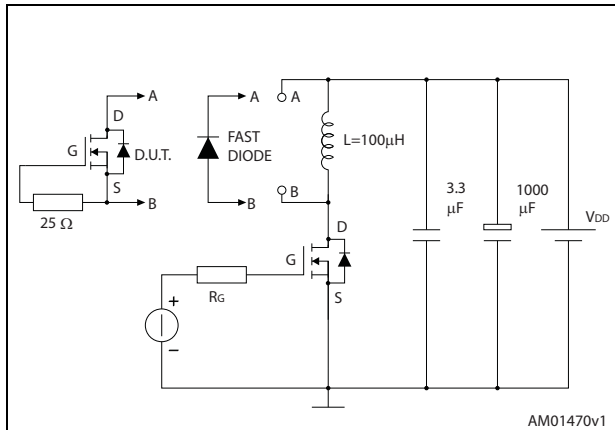 A
A
A
D
FAST
DIODE
L=100µH
G
D.U.T.
S
B
B
B
25 Ω
3.3
µF
1000
µF
VDD
D
G
S
RG
+
−
AM01470v1